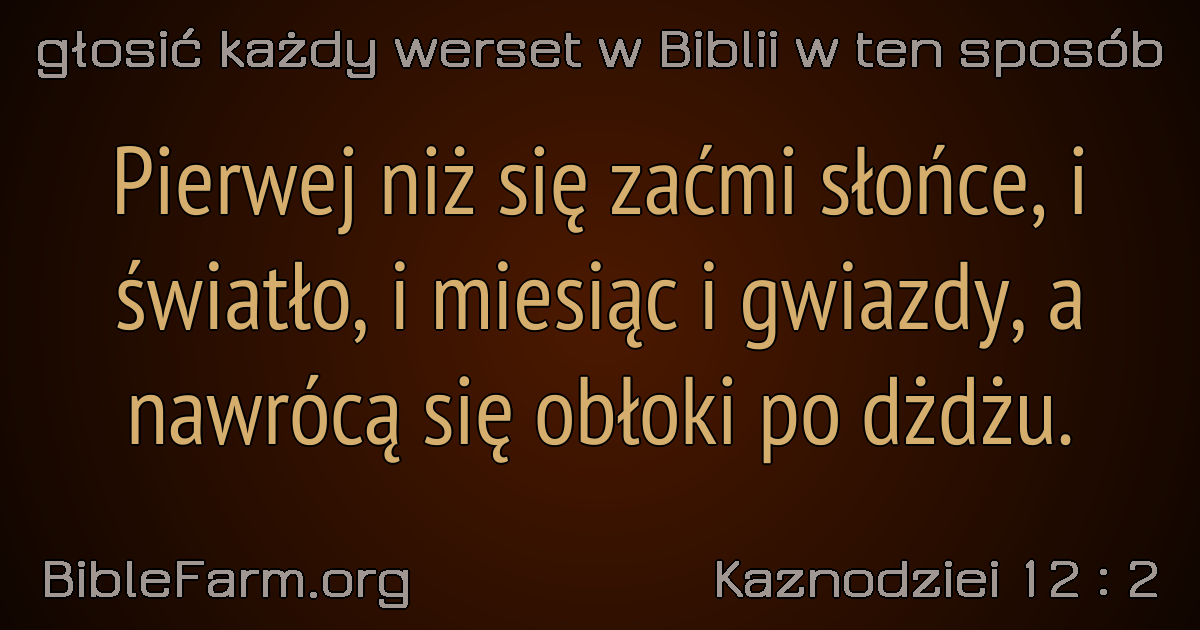 głosić każdy werset w Biblii w ten sposób
Pierwej niż się zaćmi słońce, i
światło, i miesiąc i gwiazdy, a
nawrócą się obłoki po dżdżu.
BibleFarm.org
Kaznodziei 12 : 2